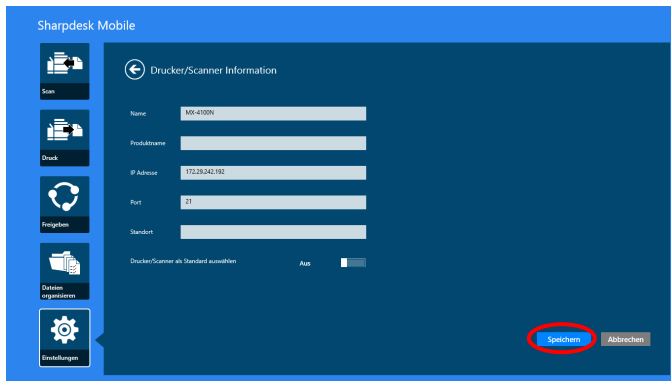 Sharpdesk Mobile
Scan
Druck
Freigeben
Dateien
organisieren
Einstellungen
Drucker/Scanner Information
Name MX-4100N
Produktname
IP Adresse 172.29.242.192
Port 21
Standort
Drucker/Scanner als Standard auswählen Aus
Speichern Abbrechen